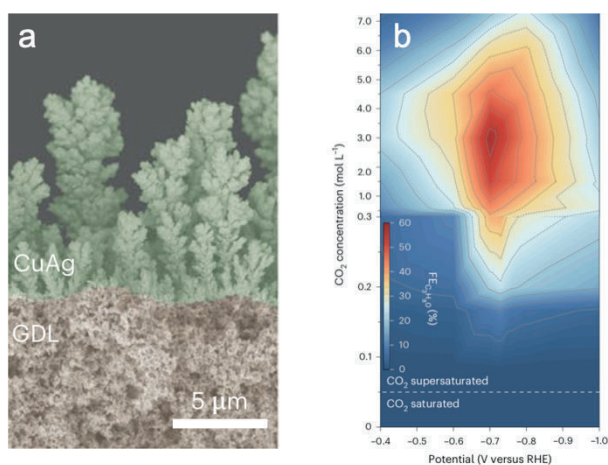 a
CuAg
GDL
5 μm
b
CO₂ concentration (mol L⁻¹)
7.0
6.0
5.0
4.0
3.0
2.0
1.0
0.3
0.2
0.1
0
60
50
40
30
20
10
0
FE C₂H₆O (%)
CO₂ supersaturated
CO₂ saturated
−0.4
−0.5
−0.6
−0.7
−0.8
−0.9
−1.0
Potential (V versus RHE)